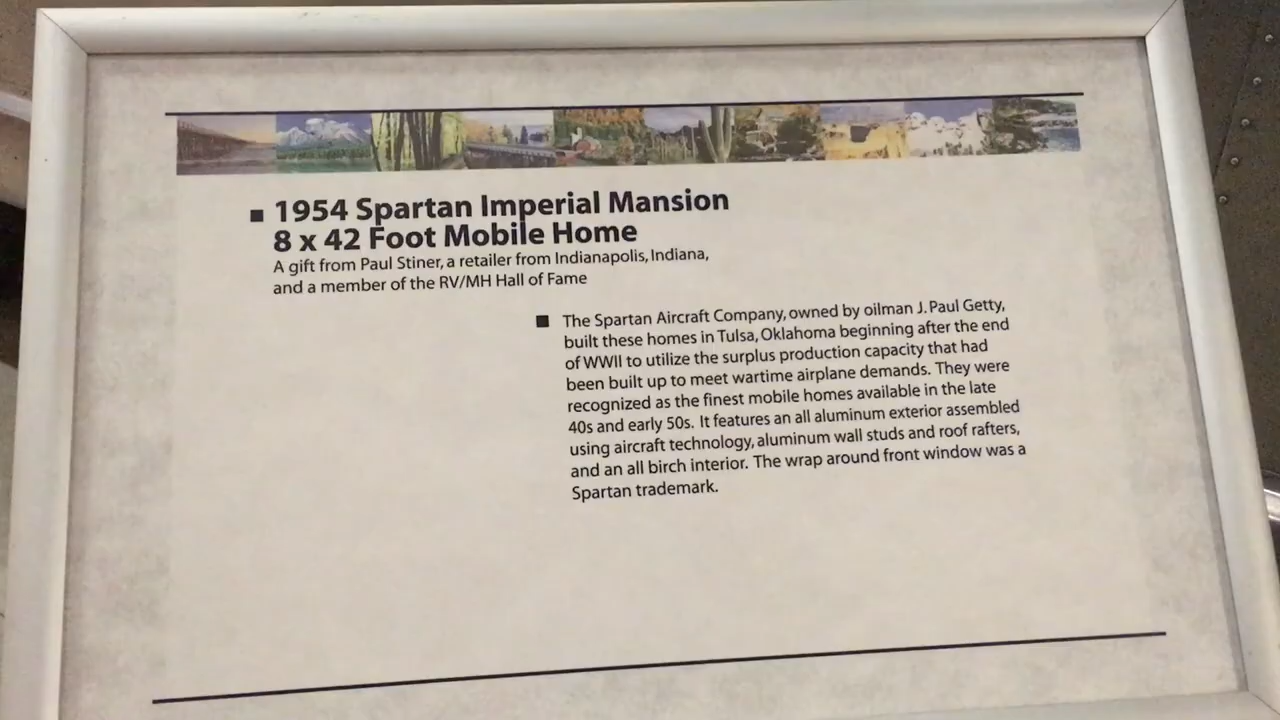 1954 Spartan Imperial Mansion
8 x 42 Foot Mobile Home
A gift from Paul Stiner, a retailer from Indianapolis, Indiana,
and a member of the RV/MH Hall of Fame
The Spartan Aircraft Company, owned by oilman J. Paul Getty,
built these homes in Tulsa, Oklahoma beginning after the end
of WWII to utilize the surplus production capacity that had
been built up to meet wartime airplane demands. They were
recognized as the finest mobile homes available in the late
40s and early 50s. It features an all aluminum exterior assembled
using aircraft technology, aluminum wall studs and roof rafters,
and an all birch interior. The wrap around front window was a
Spartan trademark.